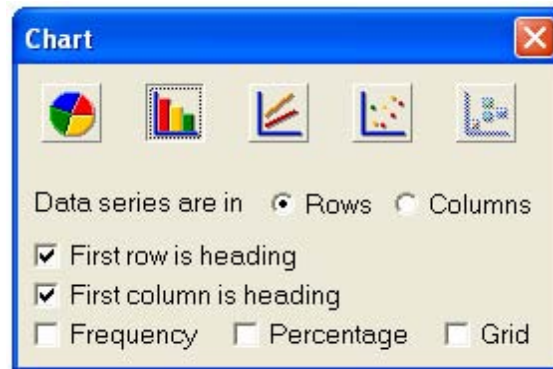 Chart
Data series are in Rows Columns
First row is heading
First column is heading
Frequency Percentage Grid